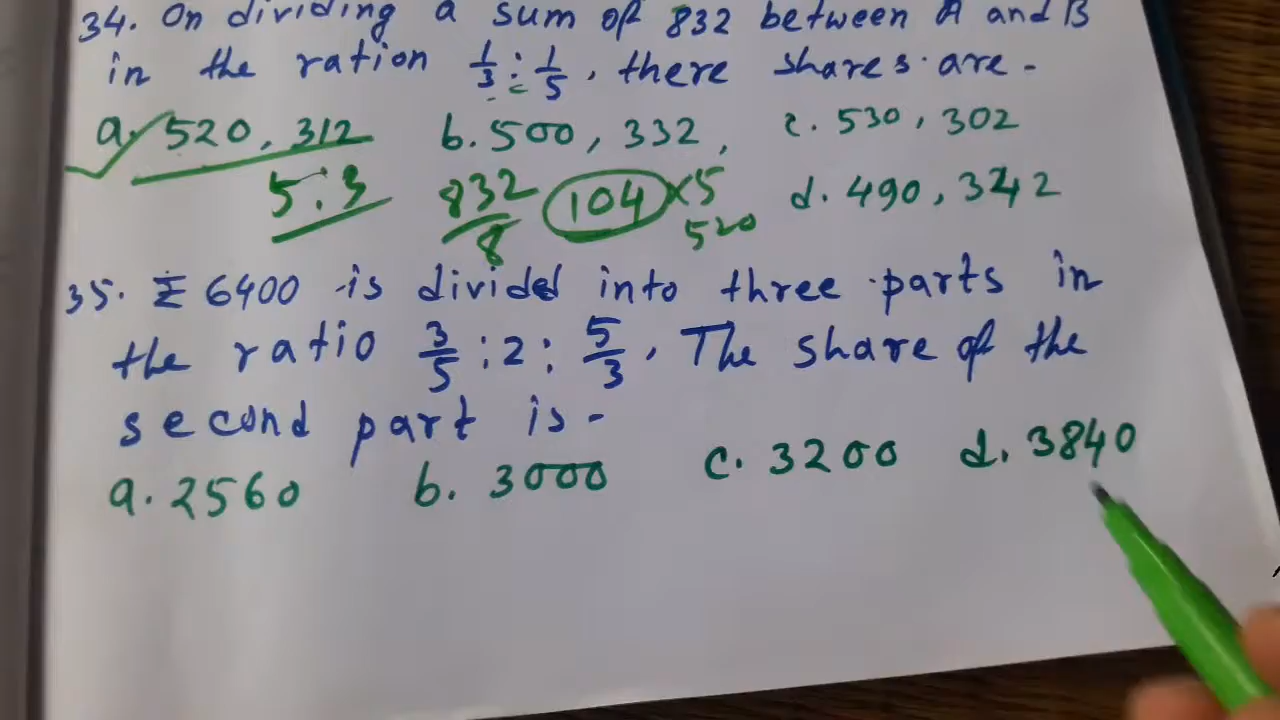 34. On dividing a sum of 832 between A and B
in the ration 1/3 : 1/5, there shares are -
a. 520, 312 b. 500, 332, c. 530, 302
5:3 832/8 104 ×5 d. 490, 342
520
35. ₹ 6400 is divided into three parts in
the ratio 3/5 : 2 : 5/3. The share of the
second part is -
a. 2560 b. 3000 c. 3200 d. 3840